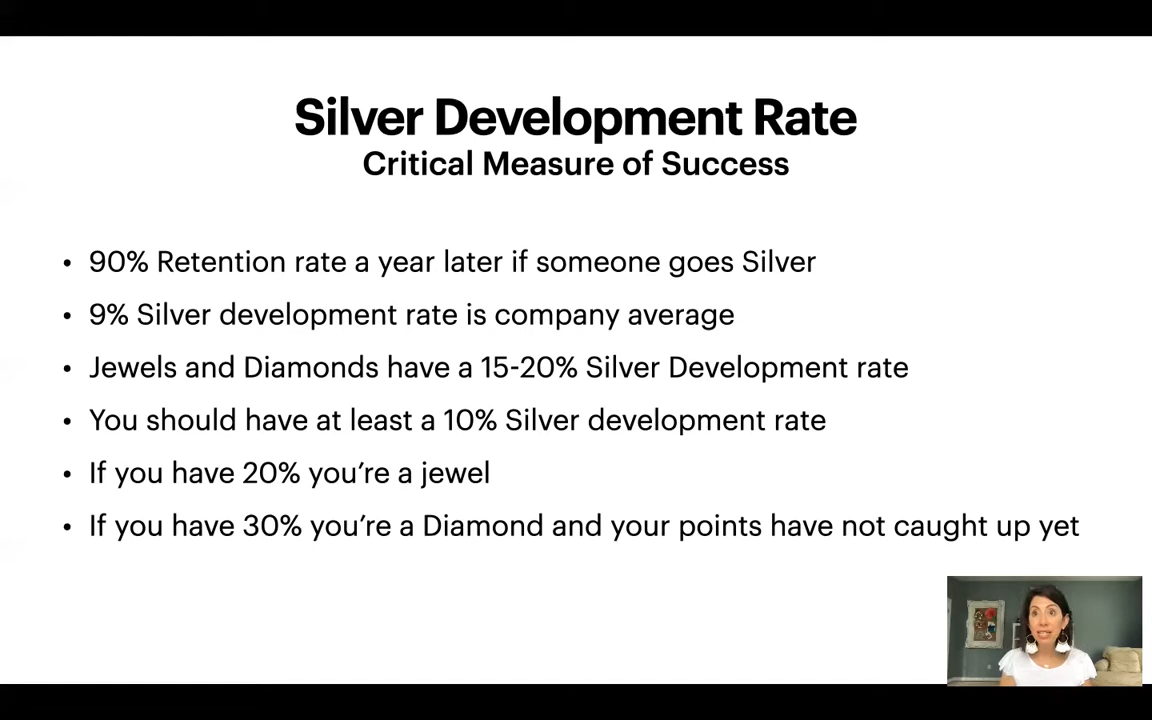 Silver Development Rate
Critical Measure of Success
• 90% Retention rate a year later if someone goes Silver
• 9% Silver development rate is company average
• Jewels and Diamonds have a 15-20% Silver Development rate
• You should have at least a 10% Silver development rate
• If you have 20% you’re a jewel
• If you have 30% you’re a Diamond and your points have not caught up yet